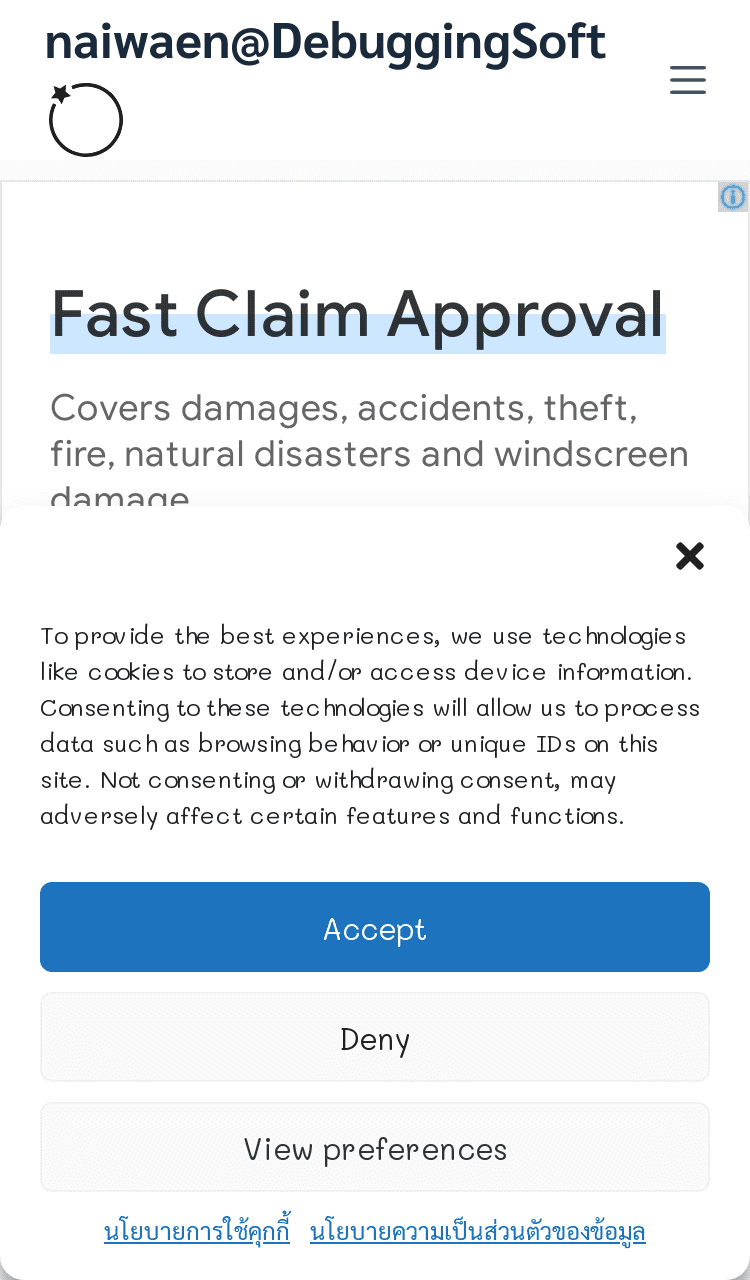 naiwaen@DebuggingSoft
Fast Claim Approval
Covers damages, accidents, theft,
fire, natural disasters and windscreen
damage
To provide the best experiences, we use technologies
like cookies to store and/or access device information.
Consenting to these technologies will allow us to process
data such as browsing behavior or unique IDs on this
site. Not consenting or withdrawing consent, may
adversely affect certain features and functions.
Accept
Deny
View preferences
นโยบายการใช้คุกกี้ นโยบายความเป็นส่วนตัวของข้อมูล